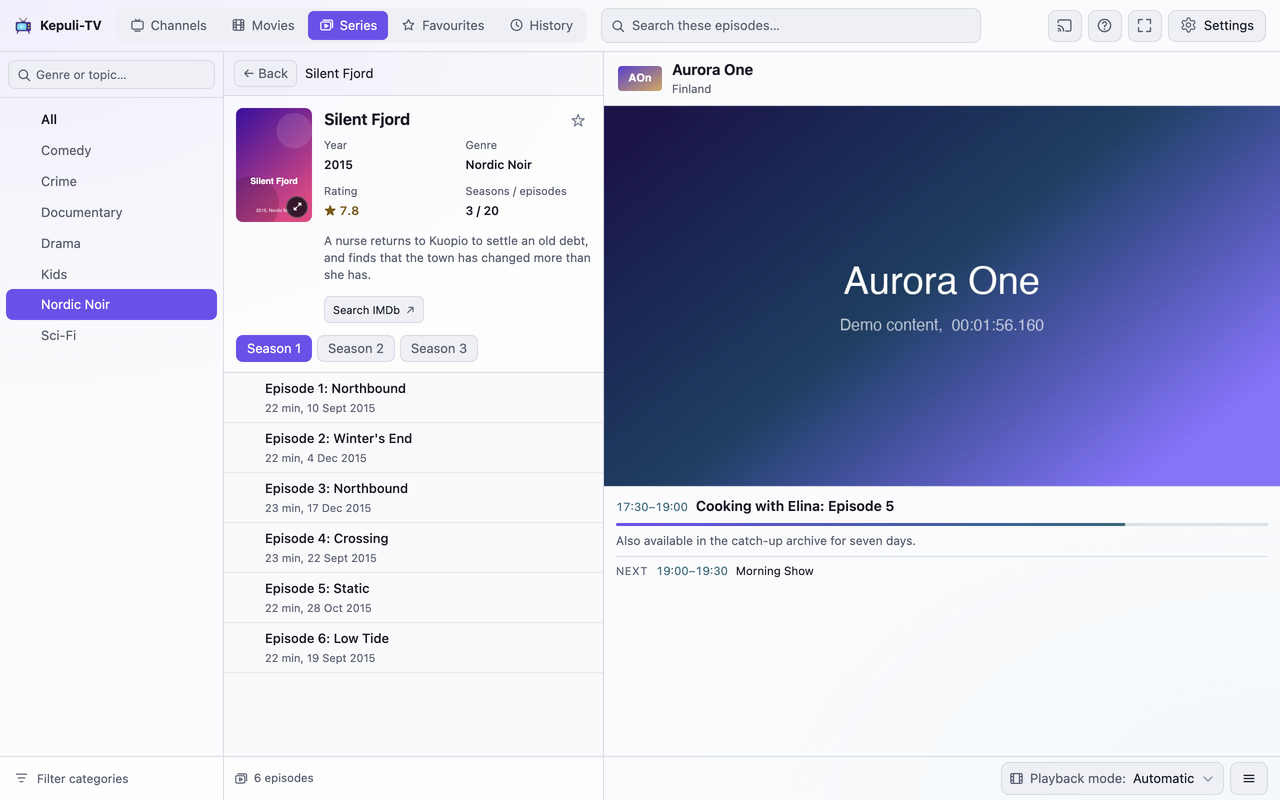 Kepuli-TV
Channels
Movies
Series
Favourites
History
Search these episodes...
Settings
Genre or topic...
All
Comedy
Crime
Documentary
Drama
Kids
Nordic Noir
Sci-Fi
Filter categories
Back
Silent Fjord
Silent Fjord
Silent Fjord
Year
Genre
2015
Nordic Noir
Rating
Seasons / episodes
7.8
3 / 20
A nurse returns to Kuopio to settle an old debt,
and finds that the town has changed more than
she has.
Search IMDb
Season 1
Season 2
Season 3
Episode 1: Northbound
22 min, 10 Sept 2015
Episode 2: Winter's End
22 min, 4 Dec 2015
Episode 3: Northbound
23 min, 17 Dec 2015
Episode 4: Crossing
23 min, 22 Sept 2015
Episode 5: Static
22 min, 28 Oct 2015
Episode 6: Low Tide
22 min, 19 Sept 2015
6 episodes
AOn
Aurora One
Finland
Aurora One
Demo content, 00:01:56.160
17:30–19:00 Cooking with Elina: Episode 5
Also available in the catch-up archive for seven days.
NEXT 19:00–19:30 Morning Show
Playback mode: Automatic